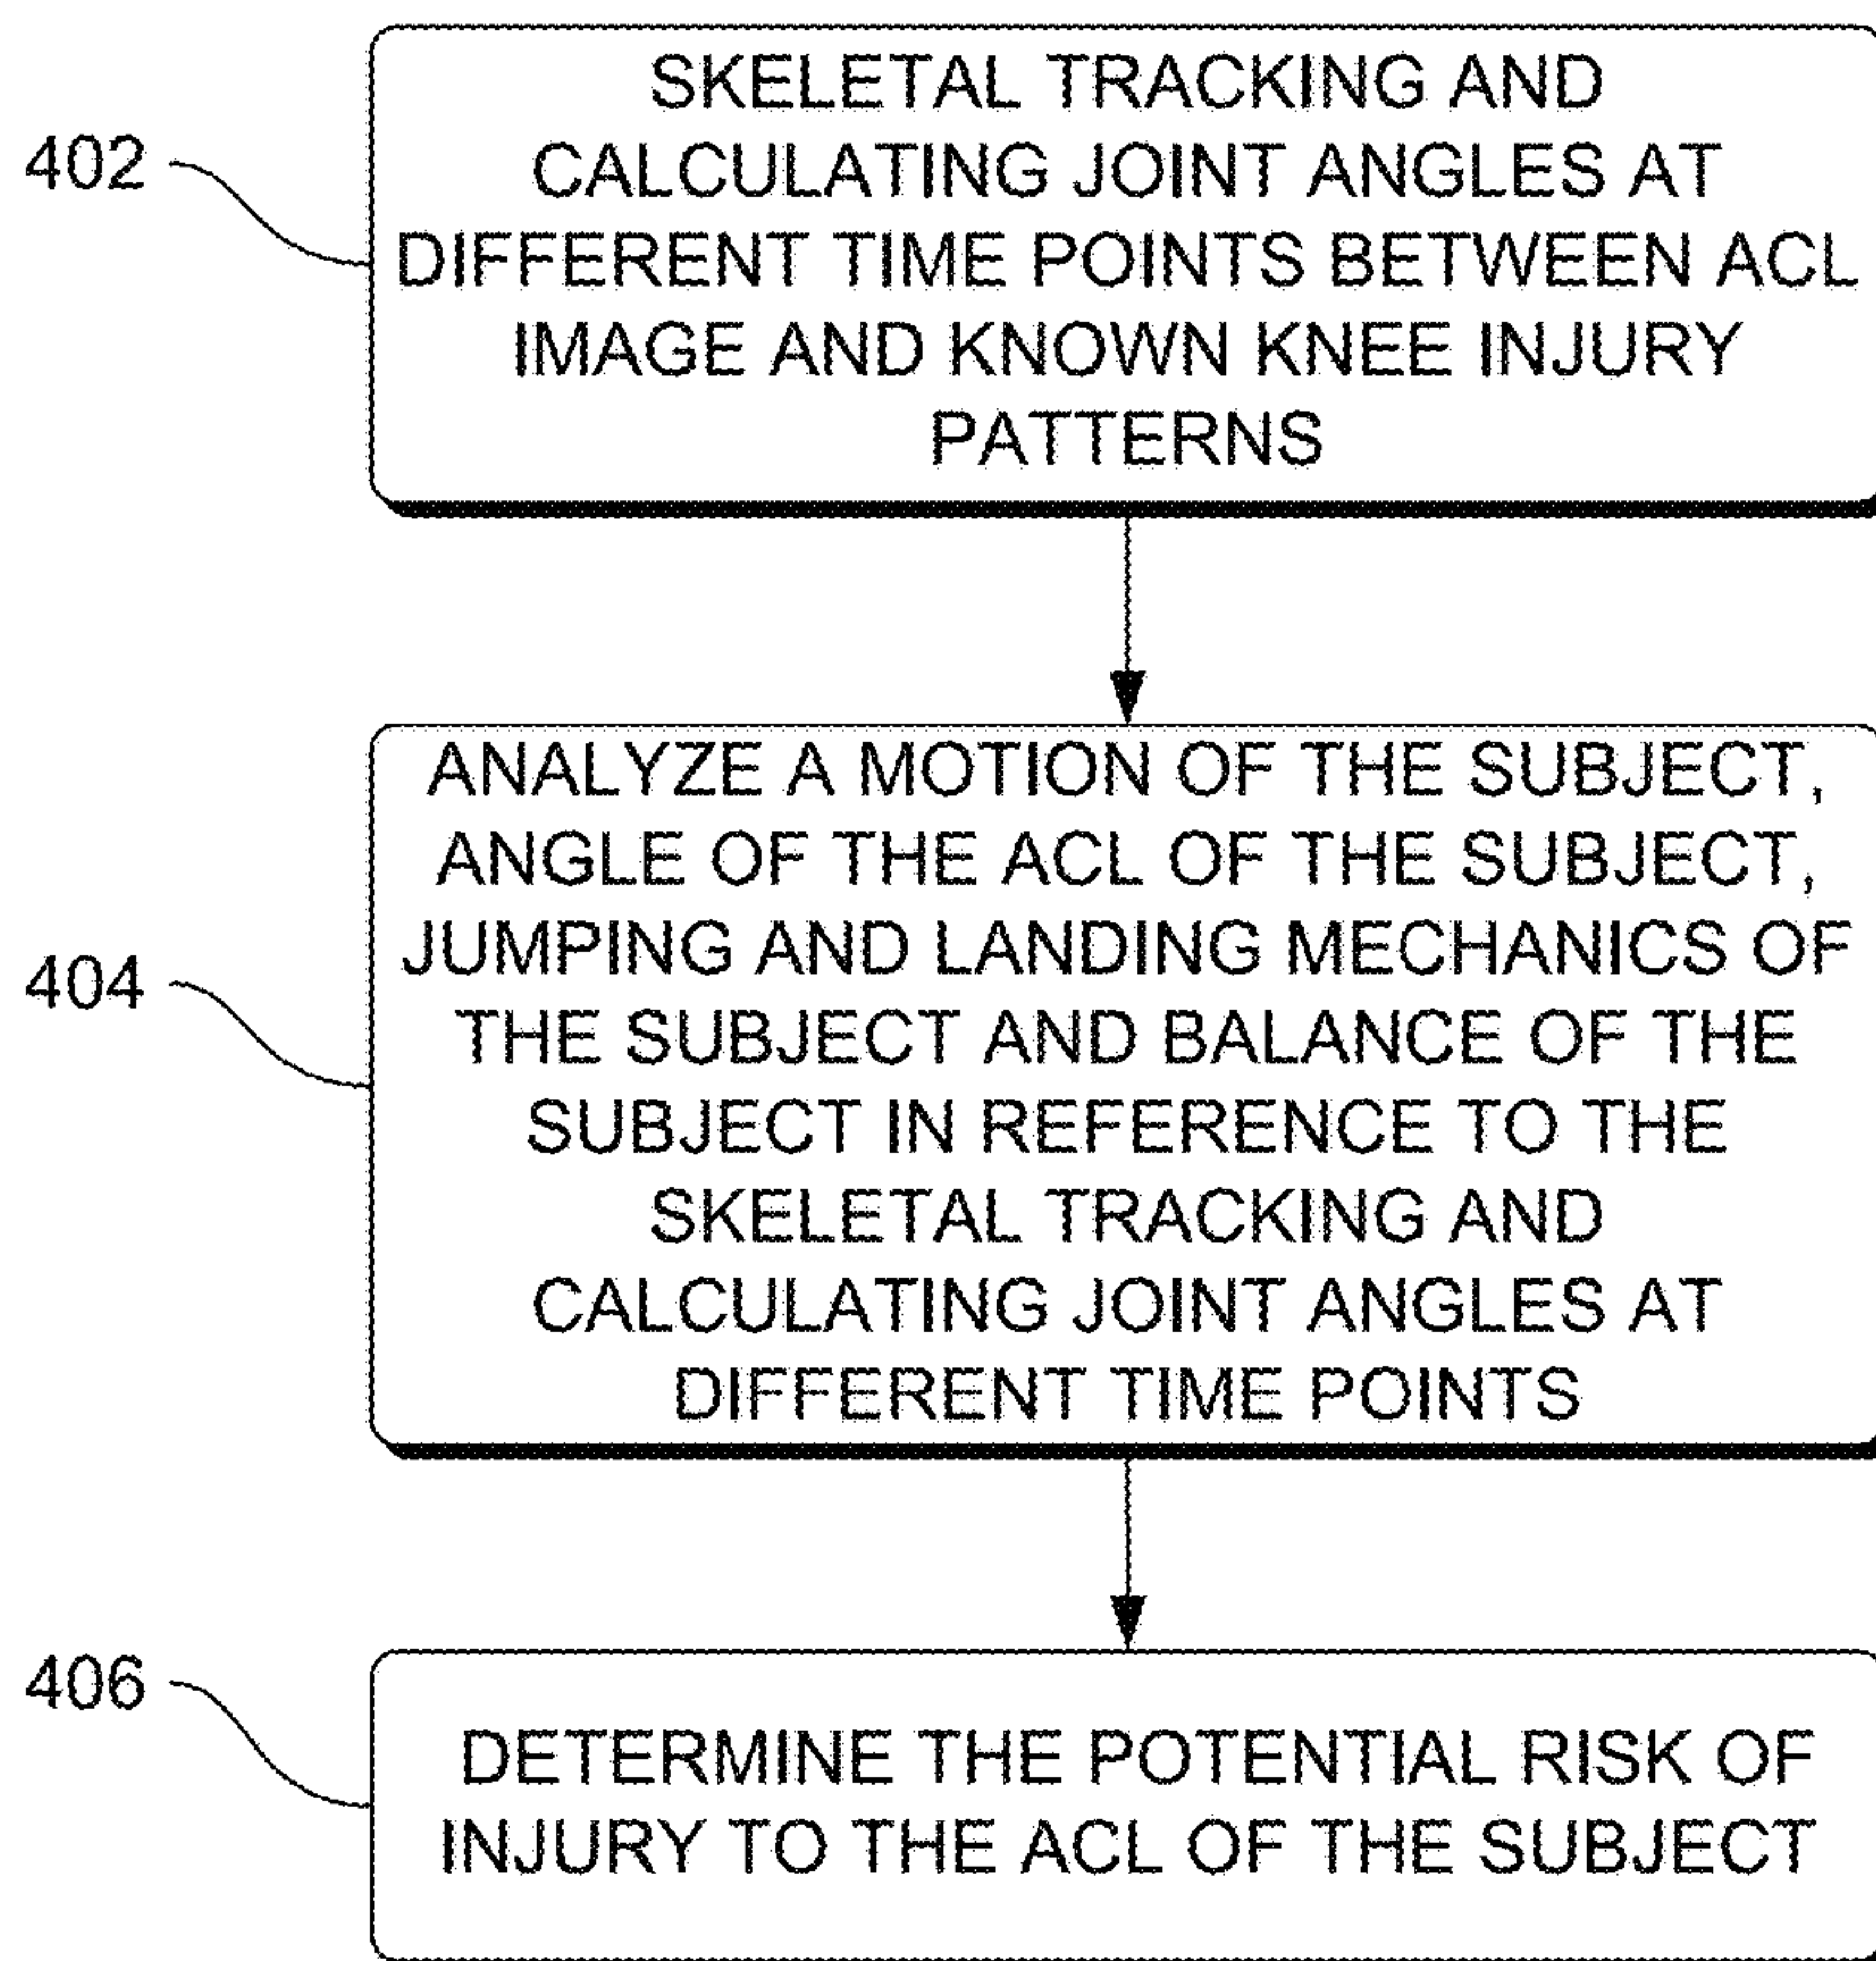 402
SKELETAL TRACKING AND
CALCULATING JOINT ANGLES AT
DIFFERENT TIME POINTS BETWEEN ACL
IMAGE AND KNOWN KNEE INJURY
PATTERNS
404
ANALYZE A MOTION OF THE SUBJECT,
ANGLE OF THE ACL OF THE SUBJECT,
JUMPING AND LANDING MECHANICS OF
THE SUBJECT AND BALANCE OF THE
SUBJECT IN REFERENCE TO THE
SKELETAL TRACKING AND
CALCULATING JOINT ANGLES AT
DIFFERENT TIME POINTS
406
DETERMINE THE POTENTIAL RISK OF
INJURY TO THE ACL OF THE SUBJECT